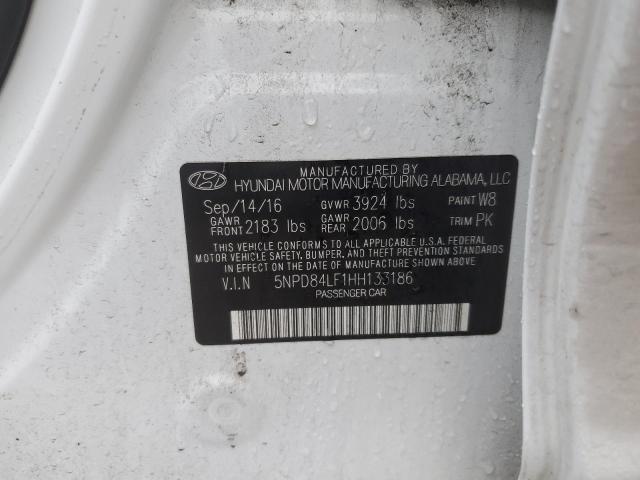 MANUFACTURED BY
HYUNDAI MOTOR MANUFACTURING ALABAMA, LLC
Sep/14/16 GVWR 3924 lbs PAINT W8
GAWR FRONT 2183 lbs GAWR REAR 2006 lbs TRIM PK
THIS VEHICLE CONFORMS TO ALL APPLICABLE U.S.A. FEDERAL
MOTOR VEHICLE SAFETY, BUMPER, AND THEFT PREVENTION STANDARDS
IN EFFECT ON THE DATE OF MANUFACTURE SHOWN ABOVE.
V.I.N 5NPD84LF1HH133186
PASSENGER CAR